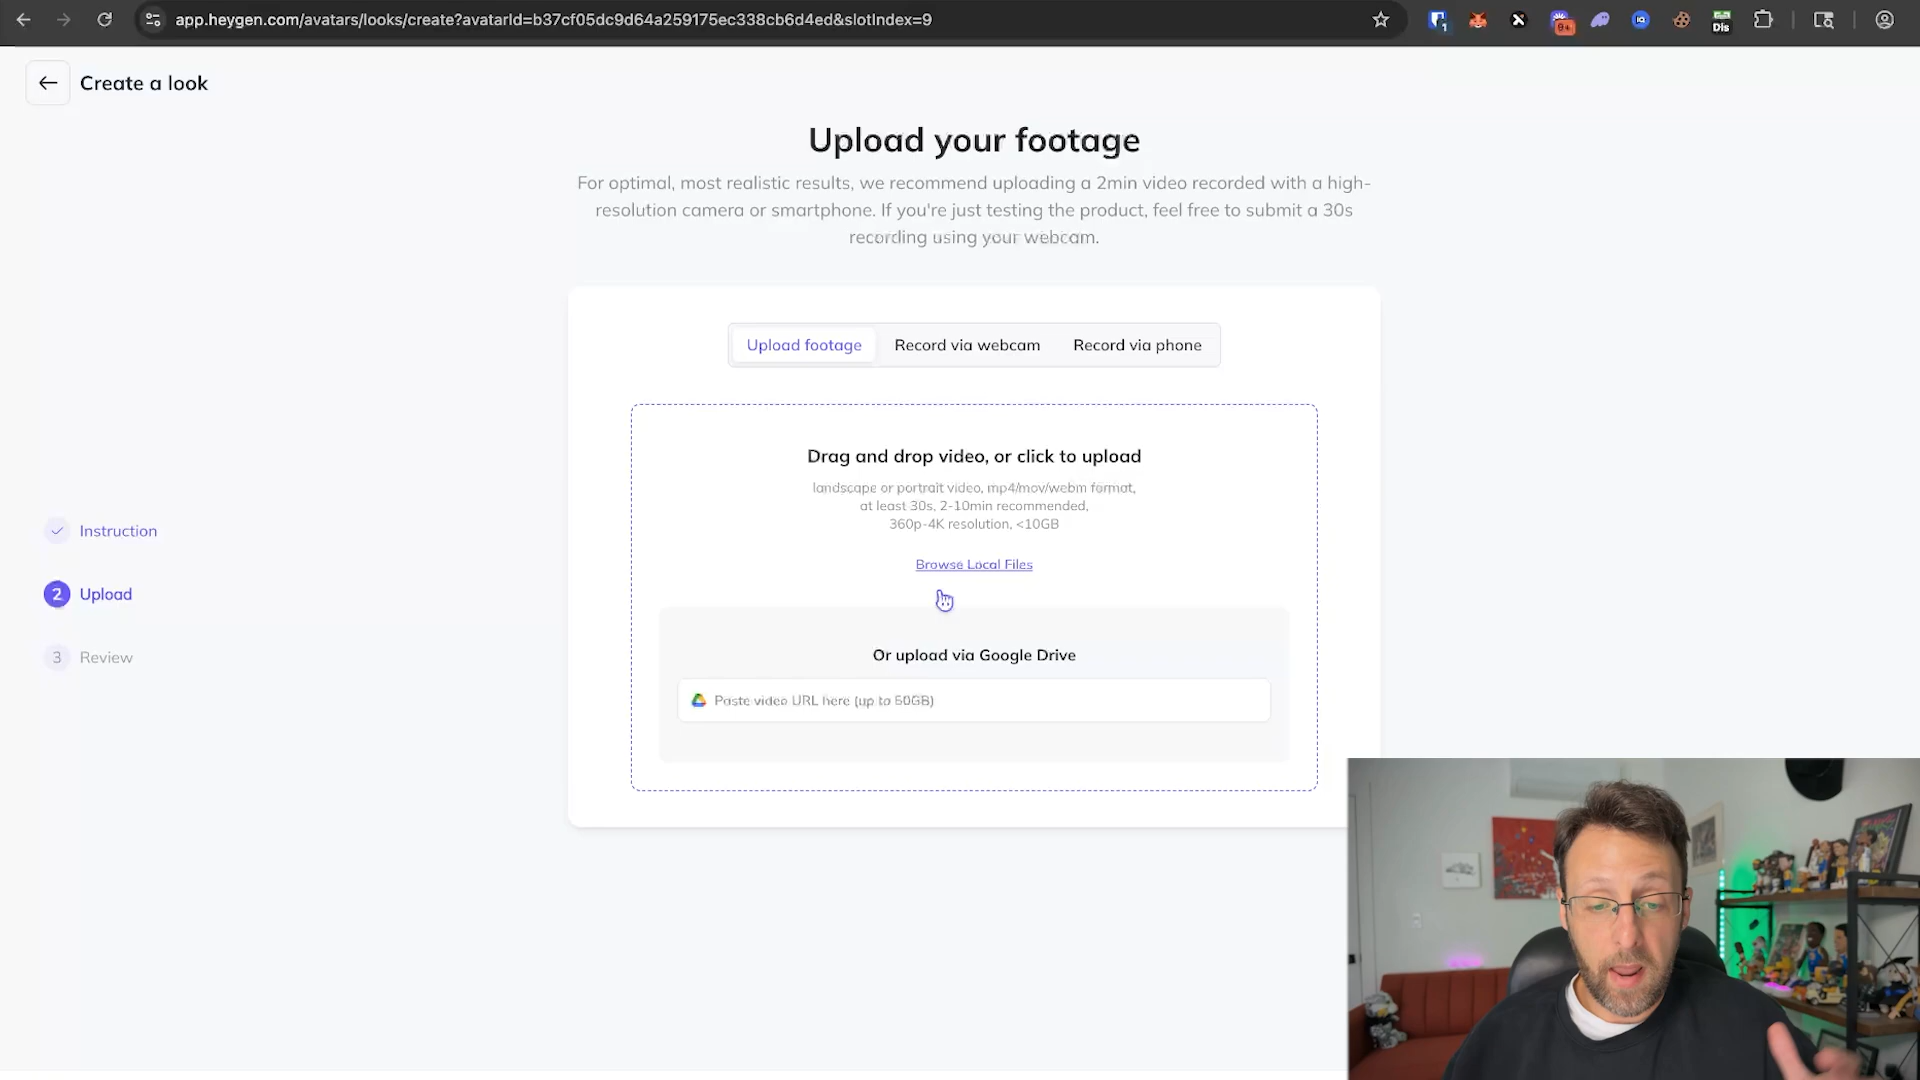 app.heygen.com/avatars/looks/create?avatarId=b37cf05dc9d64a259175ec338cb6d4ed&slotIndex=9
1
9+
Dis
Create a look
Upload your footage
For optimal, most realistic results, we recommend uploading a 2min video recorded with a high-
resolution camera or smartphone. If you're just testing the product, feel free to submit a 30s
recording using your webcam.
Upload footage
Record via webcam
Record via phone
Drag and drop video, or click to upload
landscape or portrait video, mp4/mov/webm format,
at least 30s, 2-10min recommended,
360p-4K resolution, <10GB
Browse Local Files
Instruction
2 Upload
3 Review
Or upload via Google Drive
Paste video URL here (up to 50GB)